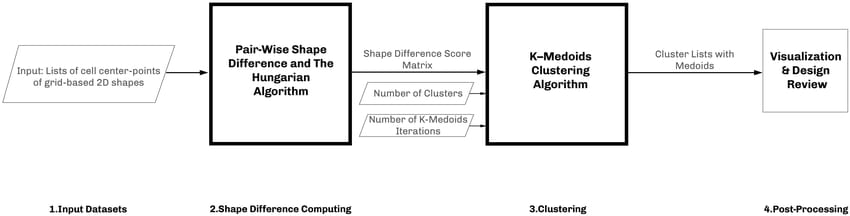 Input: Lists of cell center-points
of grid-based 2D shapes
Pair-Wise Shape
Difference and The
Hungarian
Algorithm
Shape Difference Score
Matrix
Number of Clusters
Number of K-Medoids
Iterations
K–Medoids
Clustering
Algorithm
Cluster Lists with
Medoids
Visualization
& Design
Review
1.Input Datasets
2.Shape Difference Computing
3.Clustering
4.Post-Processing